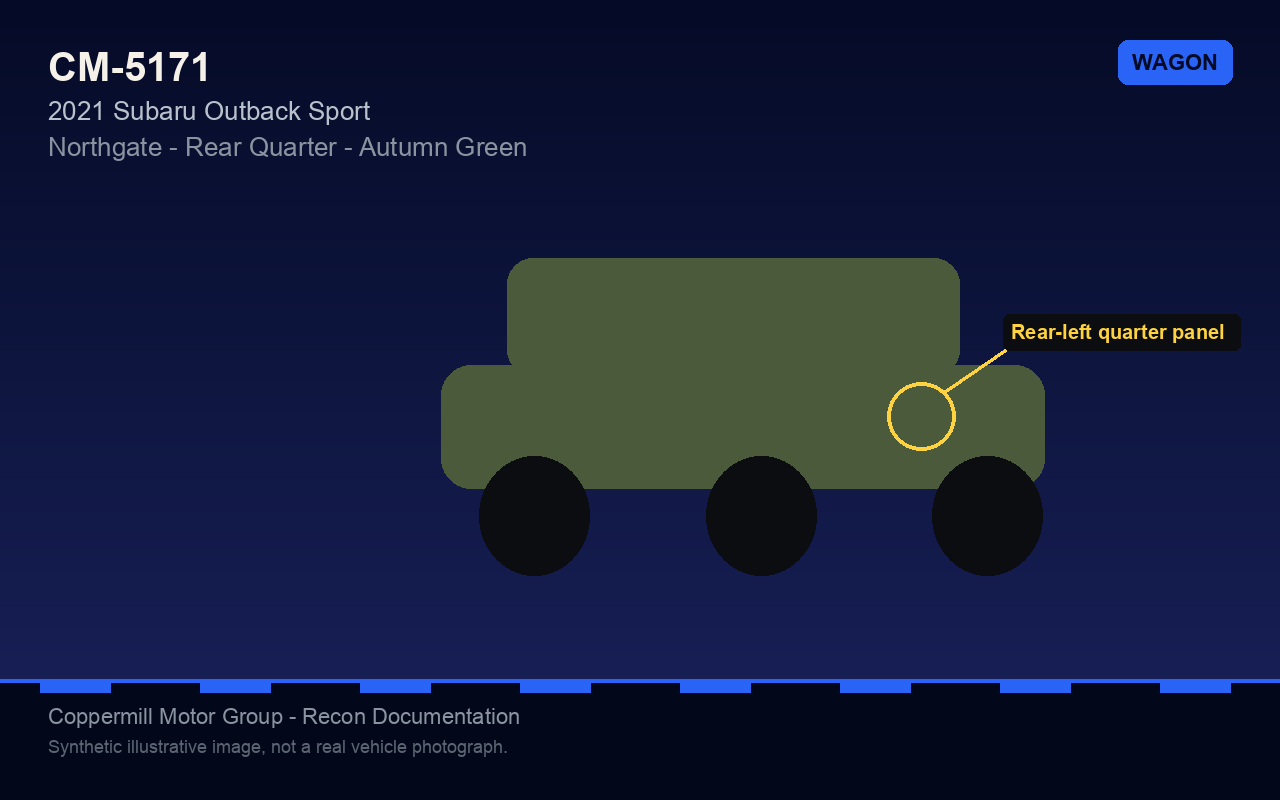 CM-5171
WAGON
2021 Subaru Outback Sport
Northgate - Rear Quarter - Autumn Green
Rear-left quarter panel
Coppermill Motor Group - Recon Documentation
Synthetic illustrative image, not a real vehicle photograph.